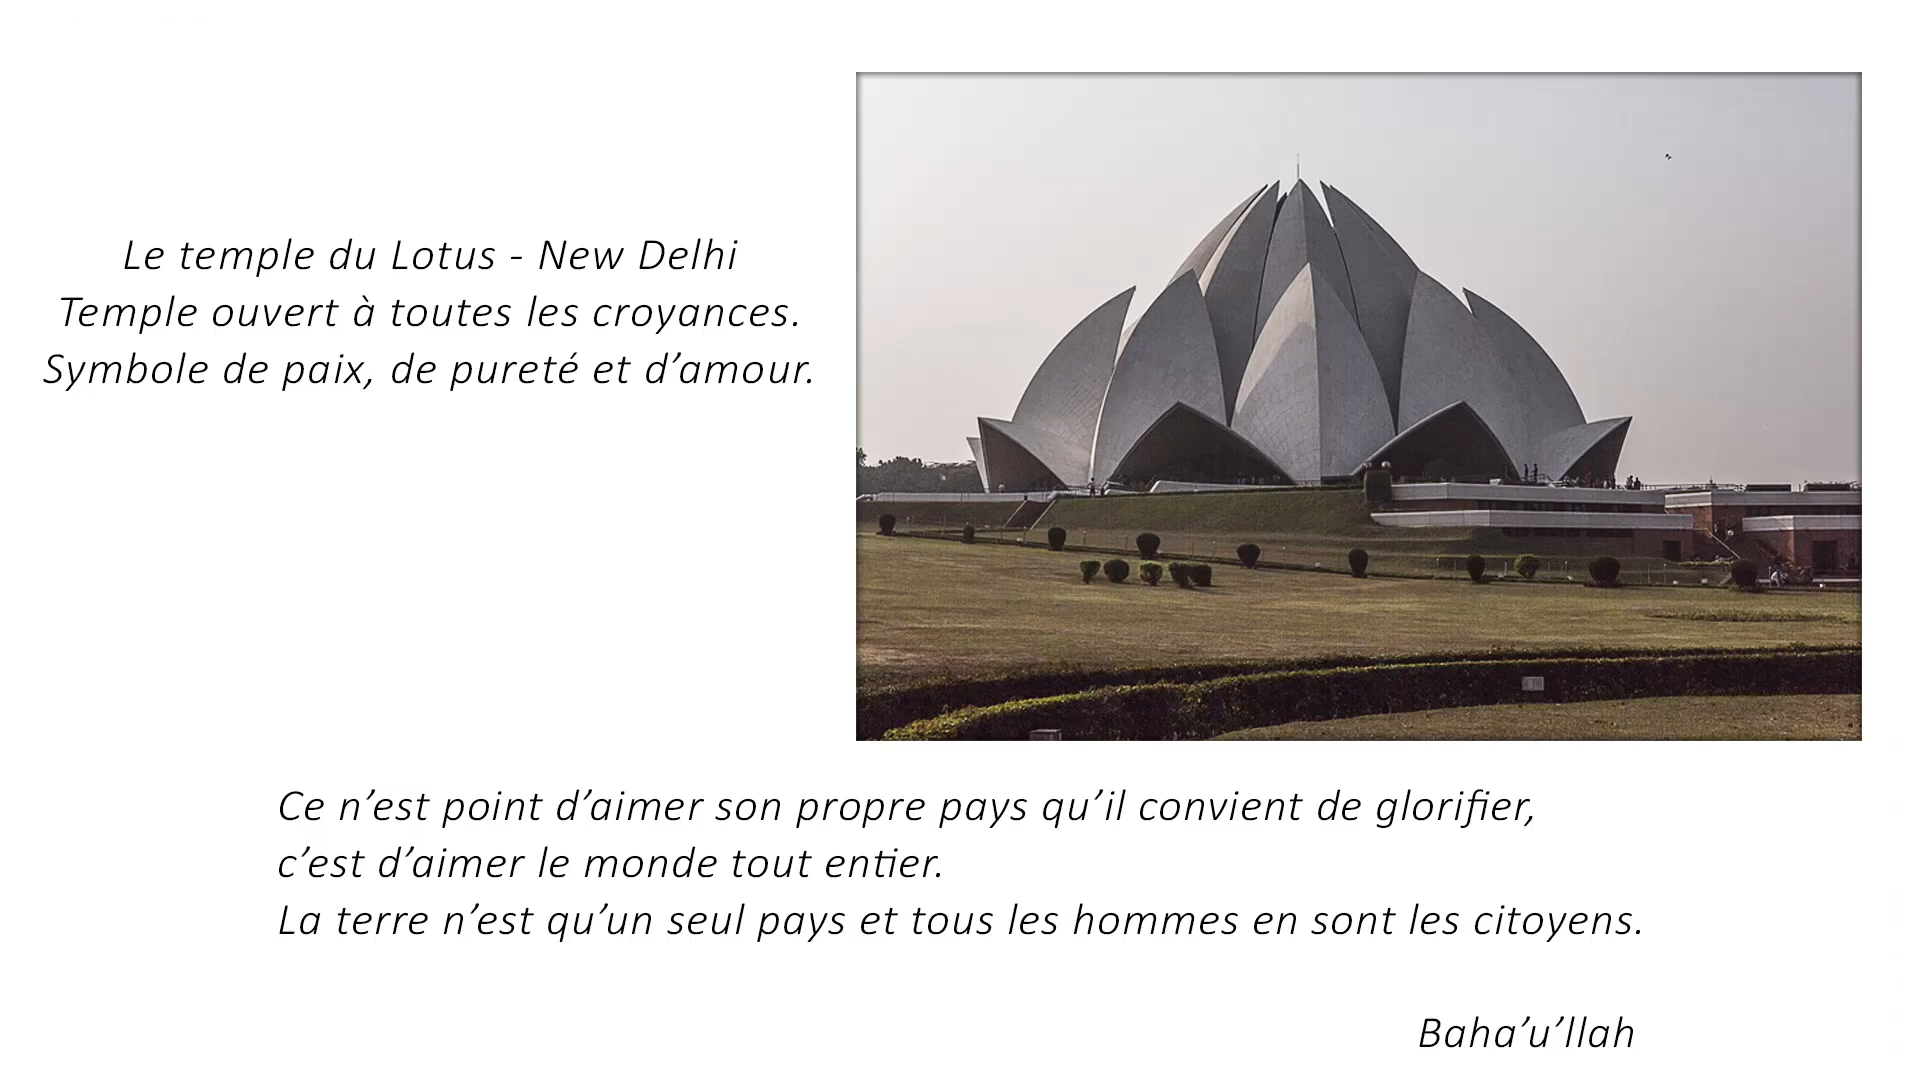 Le temple du Lotus - New Delhi
Temple ouvert à toutes les croyances.
Symbole de paix, de pureté et d’amour.
Ce n’est point d’aimer son propre pays qu’il convient de glorifier,
c’est d’aimer le monde tout entier.
La terre n’est qu’un seul pays et tous les hommes en sont les citoyens.
Baha’u’llah